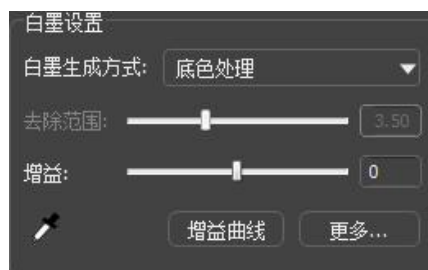 白墨设置
白墨生成方式: 底色处理
去除范围: 3.50
增益: 0
增益曲线 更多...